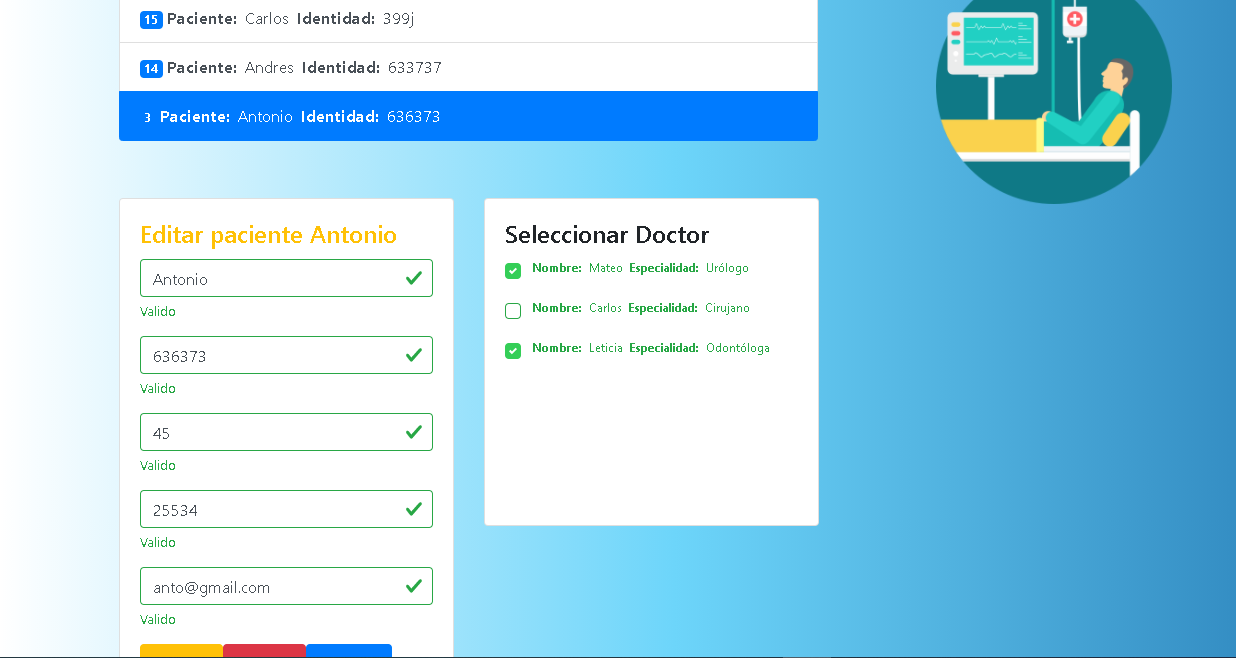 15 Paciente: Carlos Identidad: 399j
14 Paciente: Andres Identidad: 633737
3 Paciente: Antonio Identidad: 636373
Editar paciente Antonio
Antonio
Valido
636373
Valido
45
Valido
25534
Valido
anto@gmail.com
Valido
Seleccionar Doctor
Nombre: Mateo Especialidad: Urólogo
Nombre: Carlos Especialidad: Cirujano
Nombre: Leticia Especialidad: Odontóloga